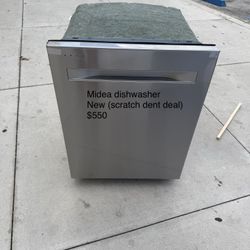 Midea dishwasher
New (scratch dent deal)
$550